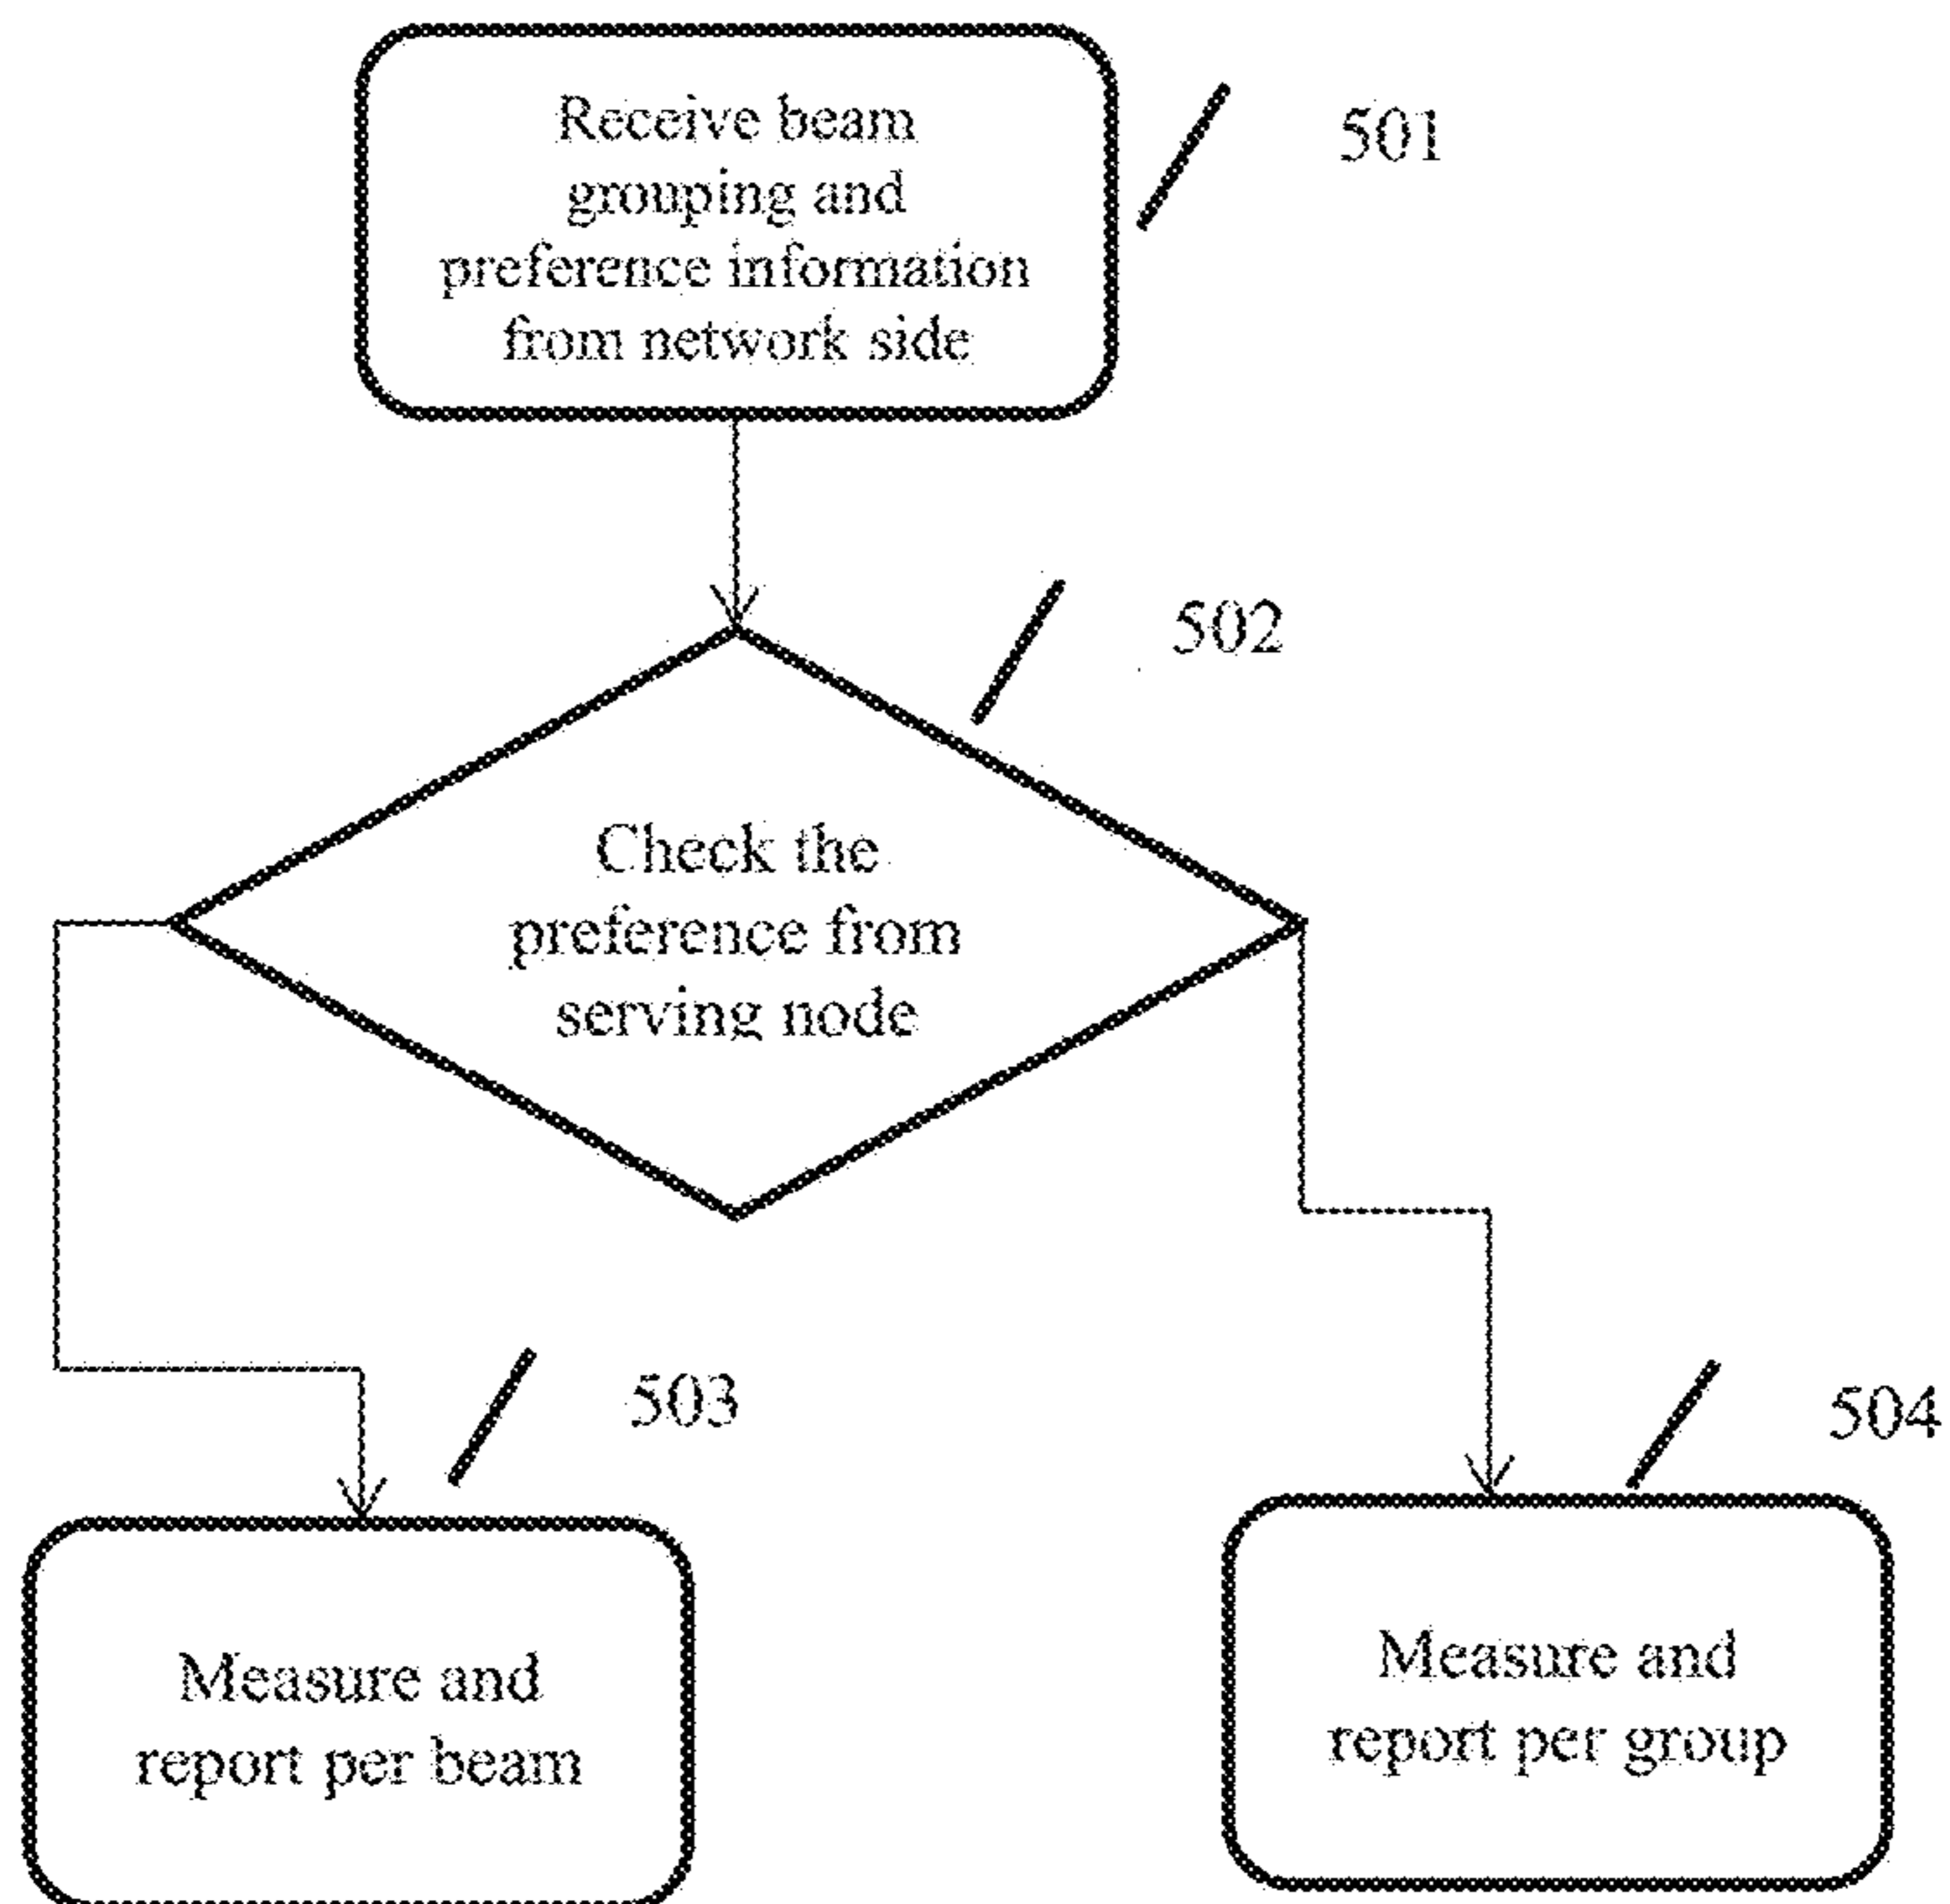 Receive beam
grouping and
preference information
from network side
501
502
Check the
preference from
serving node
503
504
Measure and
report per beam
Measure and
report per group